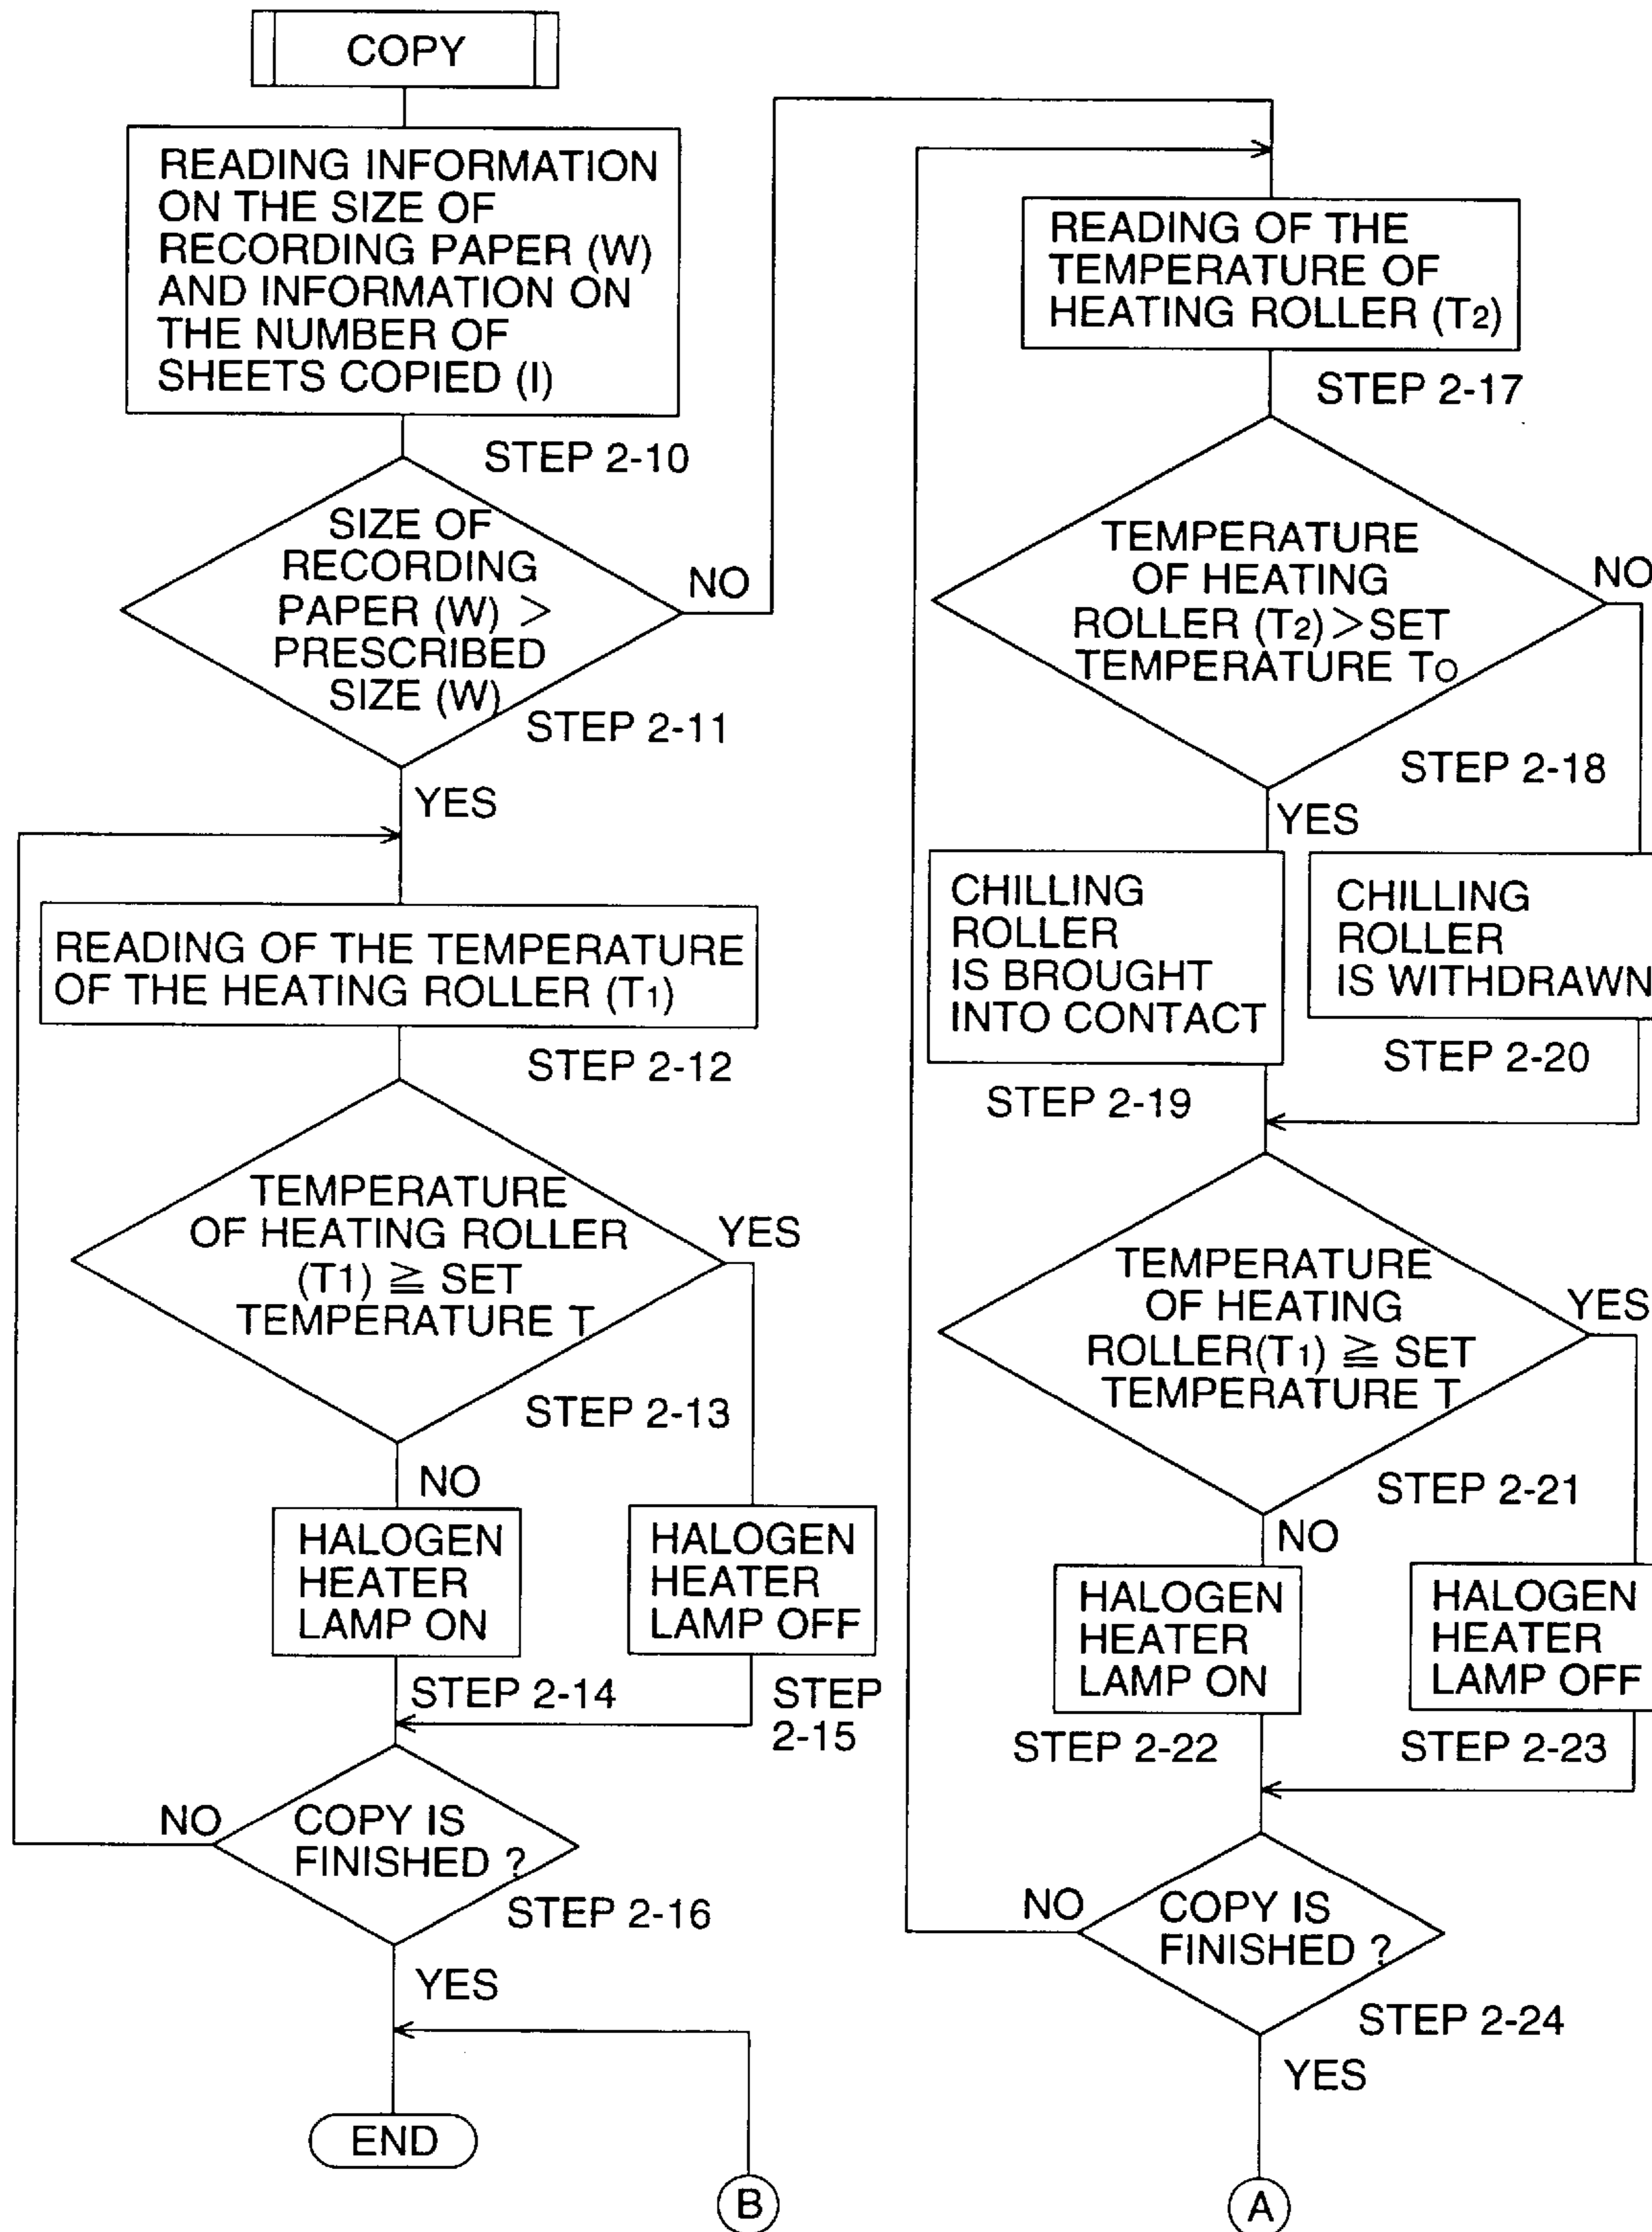 COPY
READING INFORMATION
ON THE SIZE OF
RECORDING PAPER (W)
AND INFORMATION ON
THE NUMBER OF
SHEETS COPIED (I)
STEP 2-10
SIZE OF
RECORDING
PAPER (W) >
PRESCRIBED
SIZE (W)
NO
STEP 2-11
YES
READING OF THE TEMPERATURE
OF THE HEATING ROLLER (T1)
STEP 2-12
TEMPERATURE
OF HEATING ROLLER
(T1) ≧ SET
TEMPERATURE T
YES
STEP 2-13
NO
HALOGEN
HEATER
LAMP ON
STEP 2-14
HALOGEN
HEATER
LAMP OFF
STEP
2-15
COPY IS
FINISHED ?
NO
STEP 2-16
YES
END
B
READING OF THE
TEMPERATURE OF
HEATING ROLLER (T2)
STEP 2-17
TEMPERATURE
OF HEATING
ROLLER (T2) > SET
TEMPERATURE TO
NO
STEP 2-18
YES
CHILLING
ROLLER
IS BROUGHT
INTO CONTACT
STEP 2-19
CHILLING
ROLLER
IS WITHDRAWN
STEP 2-20
TEMPERATURE
OF HEATING
ROLLER(T1) ≧ SET
TEMPERATURE T
YES
STEP 2-21
NO
HALOGEN
HEATER
LAMP ON
STEP 2-22
HALOGEN
HEATER
LAMP OFF
STEP 2-23
COPY IS
FINISHED ?
NO
STEP 2-24
YES
A